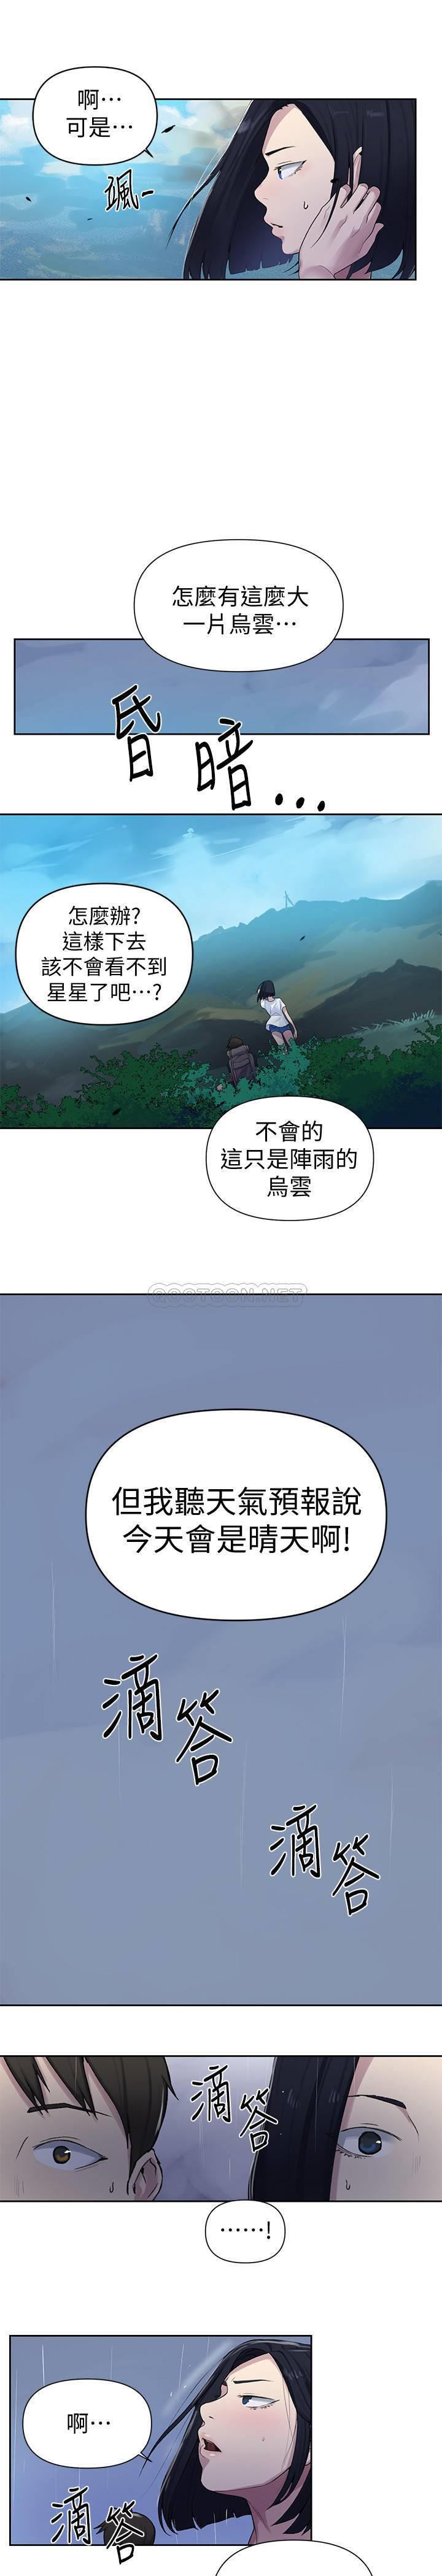 啊⋯
可是⋯
颯-
怎麼有這麼大
一片烏雲⋯
昏暗...
怎麼辦?
這樣下去
該不會看不到
星星了吧⋯?
不會的
這只是陣雨的
烏雲
GGGTOON.NET
但我聽天氣預報說
今天會是晴天啊!
滴答
滴答
滴答
⋯⋯!
啊⋯
滴答